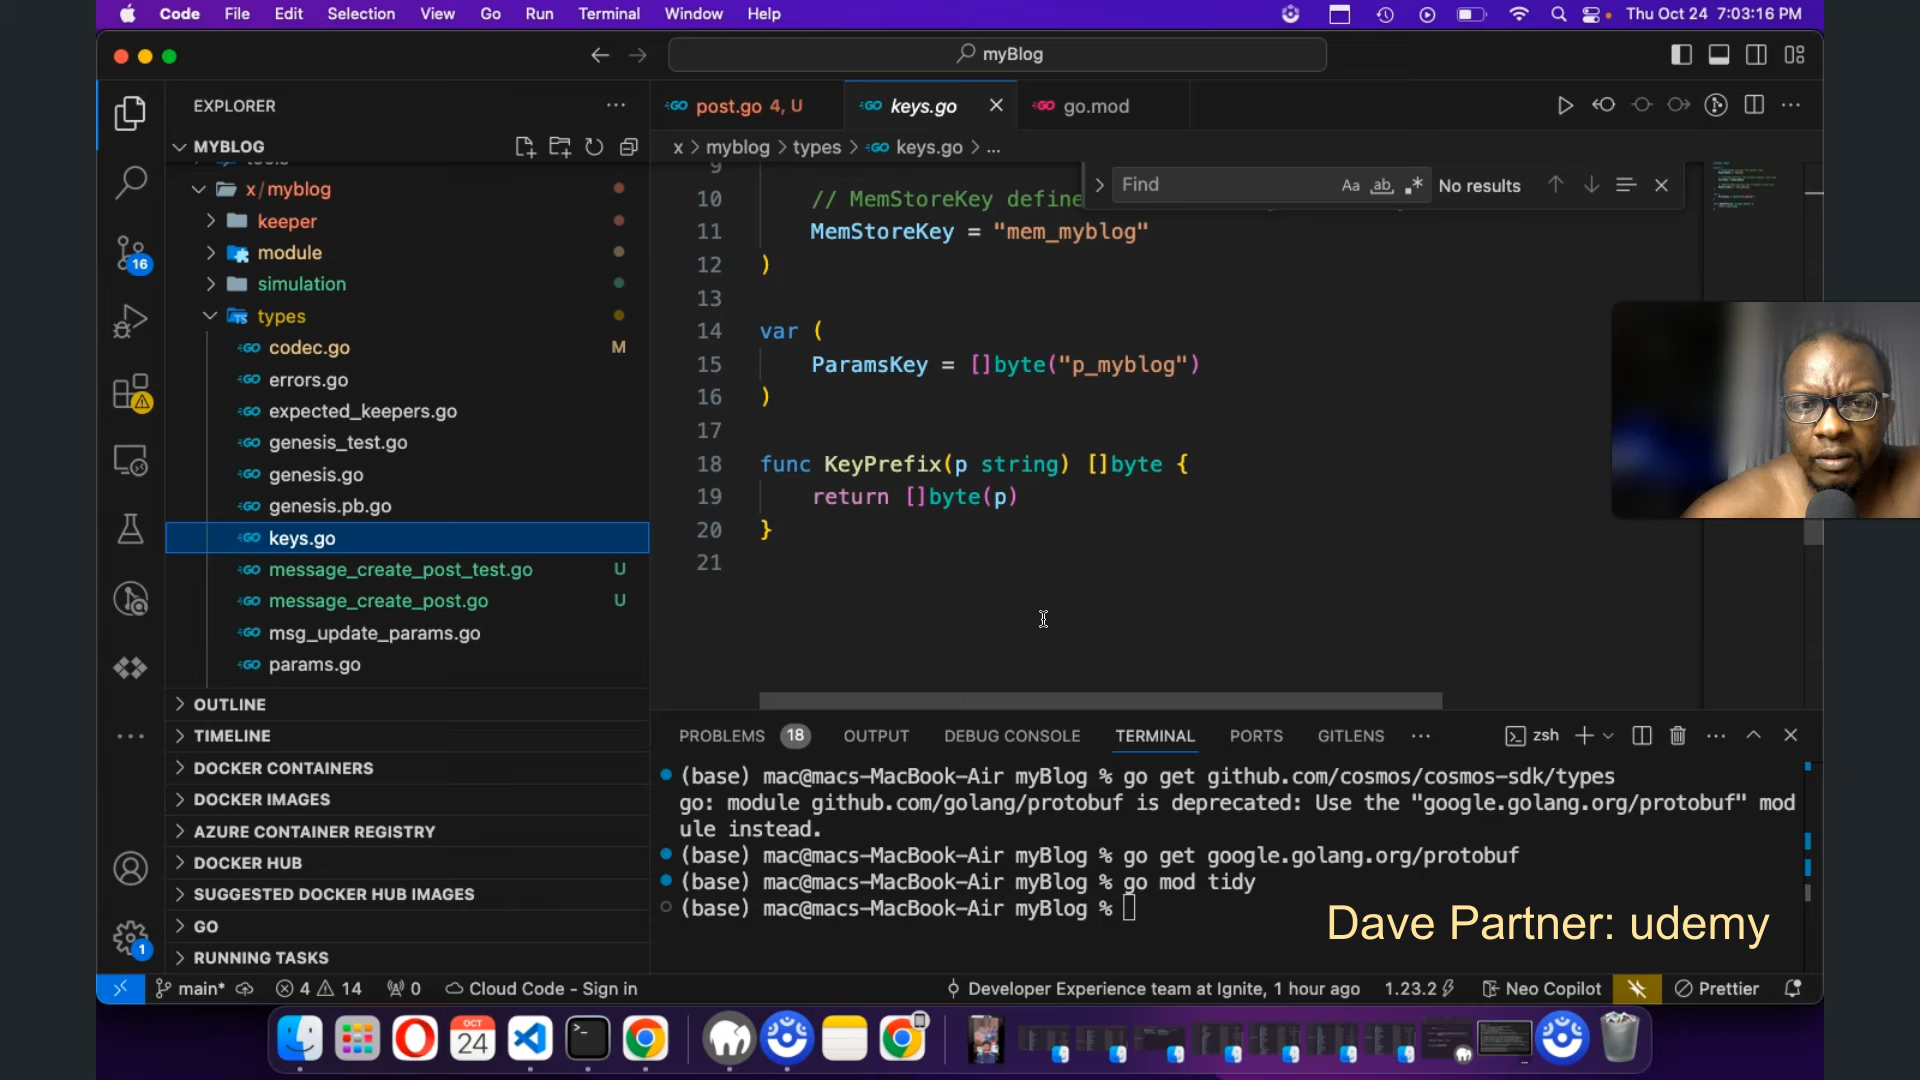 Code File Edit Selection View Go Run Terminal Window Help Thu Oct 24 7:03:16 PM
myBlog
EXPLORER
MYBLOG
x / myblog
keeper
module
simulation
types
codec.go M
errors.go
expected_keepers.go
genesis_test.go
genesis.go
genesis.pb.go
keys.go
message_create_post_test.go U
message_create_post.go U
msg_update_params.go
params.go
OUTLINE
TIMELINE
DOCKER CONTAINERS
DOCKER IMAGES
AZURE CONTAINER REGISTRY
DOCKER HUB
SUGGESTED DOCKER HUB IMAGES
GO
RUNNING TASKS
16
1
post.go 4, U keys.go go.mod
x > myblog > types > keys.go > ...
Find Aa ab No results
9
10 // MemStoreKey define
11 MemStoreKey = "mem_myblog"
12 )
13
14 var (
15 ParamsKey = []byte("p_myblog")
16 )
17
18 func KeyPrefix(p string) []byte {
19 return []byte(p)
20 }
21
PROBLEMS 18 OUTPUT DEBUG CONSOLE TERMINAL PORTS GITLENS zsh
(base) mac@macs-MacBook-Air myBlog % go get github.com/cosmos/cosmos-sdk/types
go: module github.com/golang/protobuf is deprecated: Use the "google.golang.org/protobuf" mod
ule instead.
(base) mac@macs-MacBook-Air myBlog % go get google.golang.org/protobuf
(base) mac@macs-MacBook-Air myBlog % go mod tidy
(base) mac@macs-MacBook-Air myBlog %
Dave Partner: udemy
main* 4 14 0 Cloud Code - Sign in Developer Experience team at Ignite, 1 hour ago 1.23.2 Neo Copilot Prettier
OCT
24